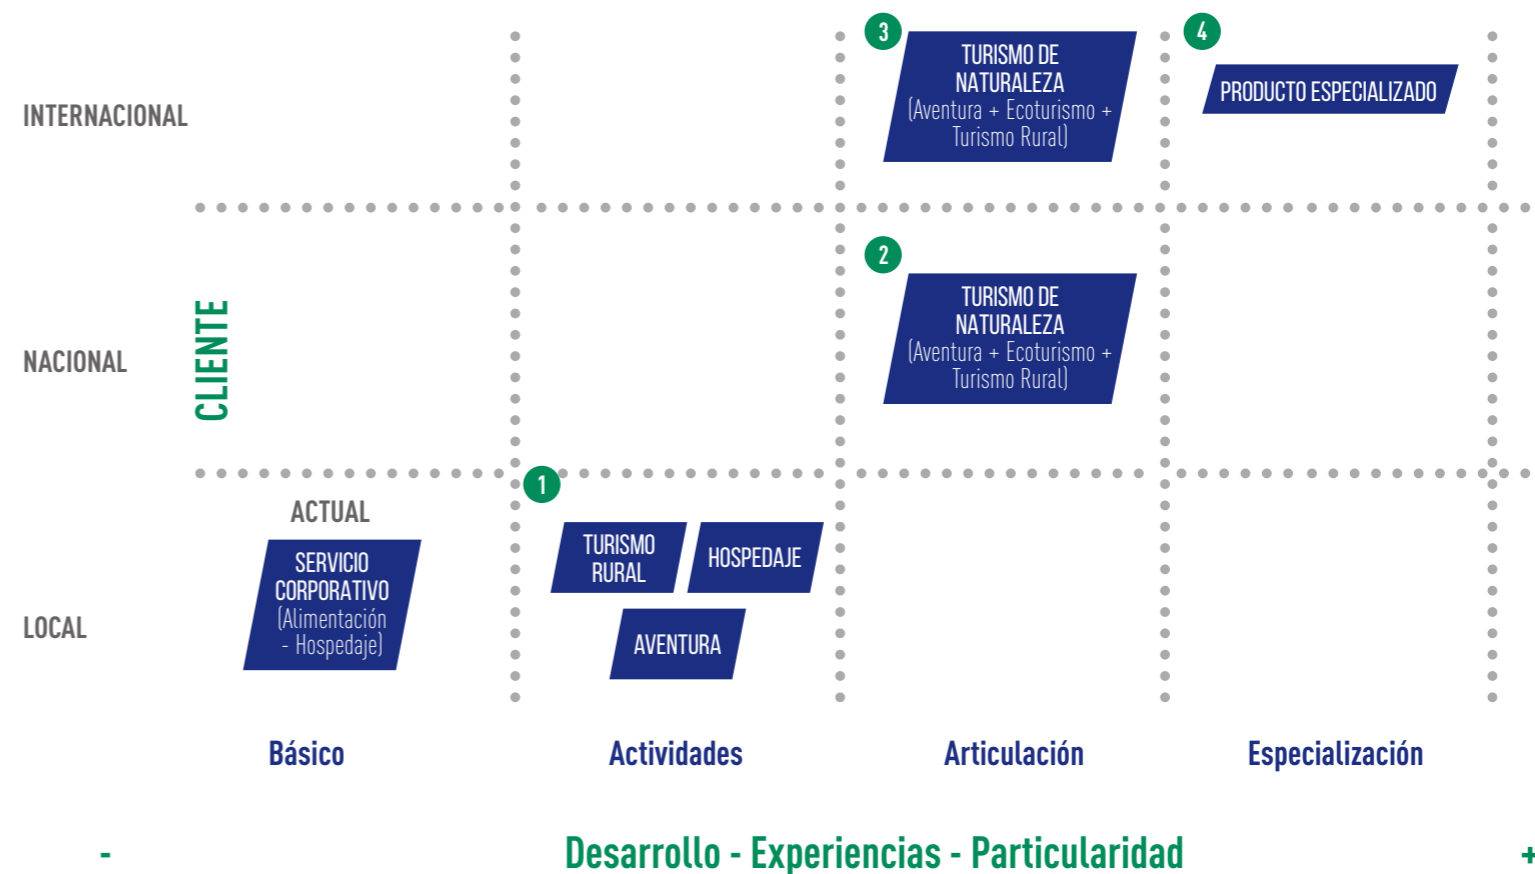 3
TURISMO DE
NATURALEZA
(Aventura + Ecoturismo +
Turismo Rural)
4
PRODUCTO ESPECIALIZADO
INTERNACIONAL
2
TURISMO DE
NATURALEZA
(Aventura + Ecoturismo +
Turismo Rural)
NACIONAL
CLIENTE
1
ACTUAL
SERVICIO
CORPORATIVO
(Alimentación
- Hospedaje)
TURISMO
RURAL
HOSPEDAJE
AVENTURA
LOCAL
Básico
Actividades
Articulación
Especialización
-
Desarrollo - Experiencias - Particularidad
+